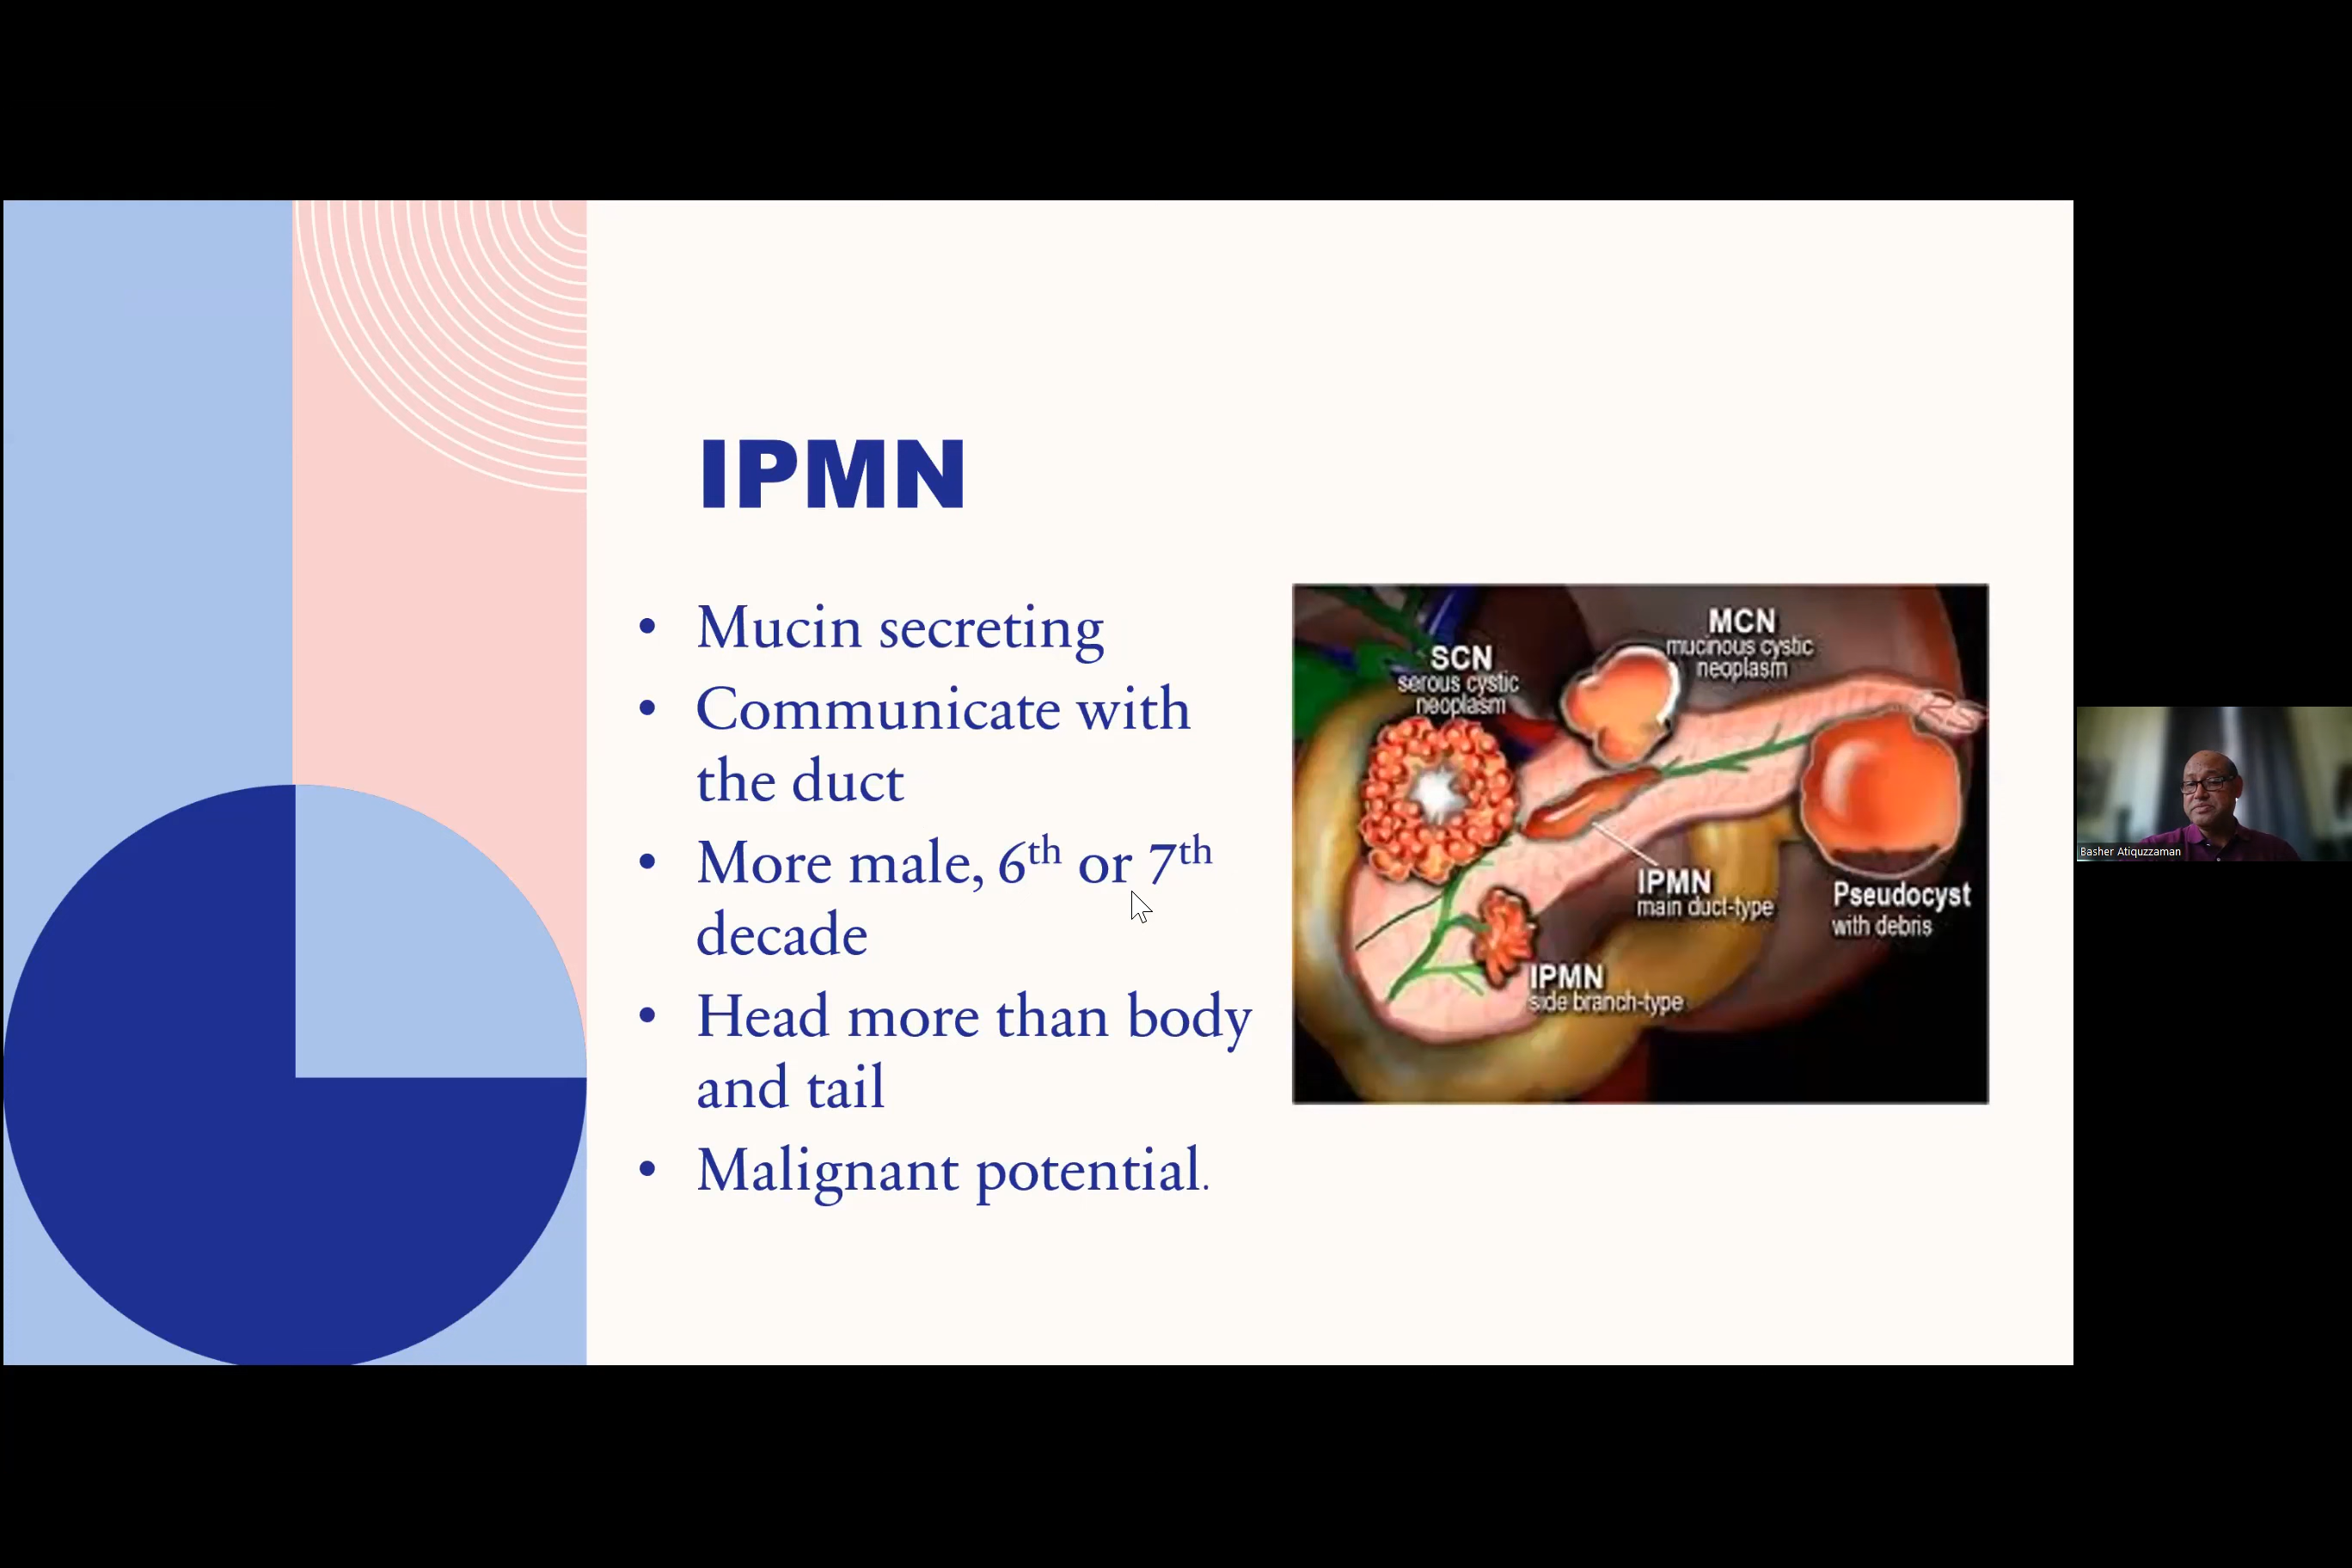 IPMN
• Mucin secreting
• Communicate with
the duct
• More male, 6th or 7th
decade
• Head more than body
and tail
• Malignant potential.
MCN
mucinous cystic
neoplasm
SCN
serous cystic
neoplasm
IPMN
main duct-type
Pseudocyst
with debris
IPMN
side branch-type
Basher Atiquzzaman